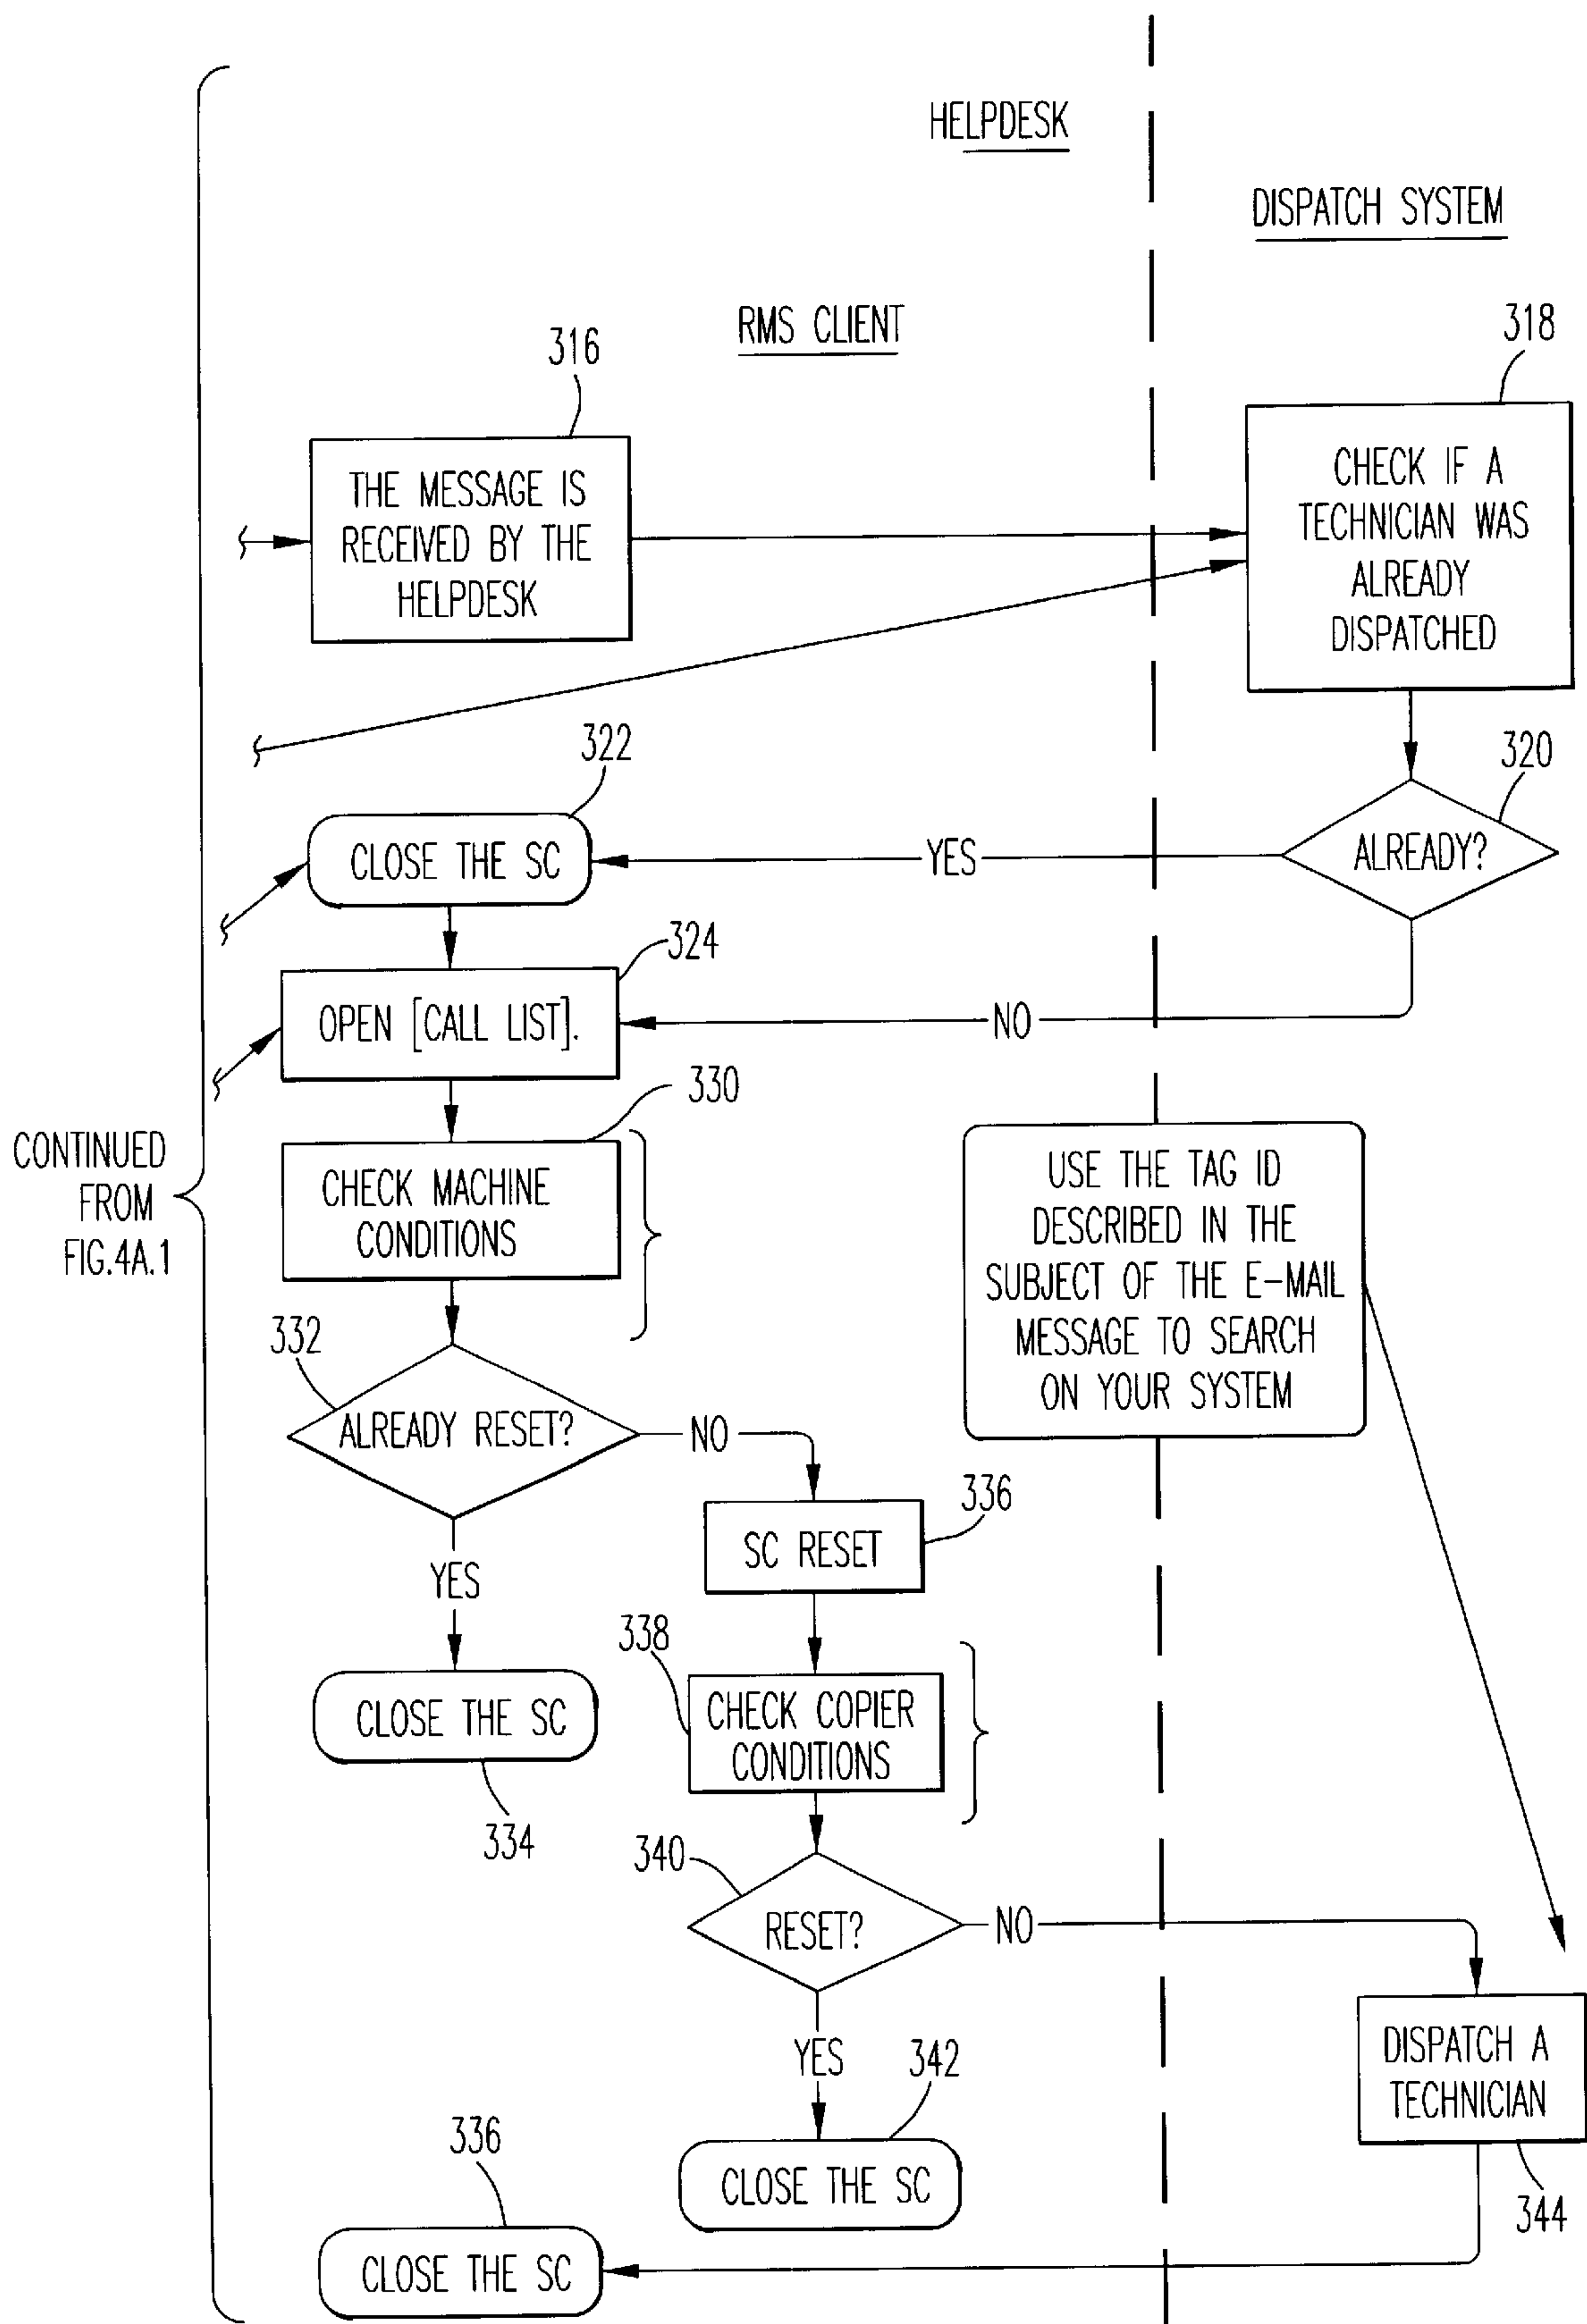 HELPDESK
DISPATCH SYSTEM
RMS CLIENT
316
318
THE MESSAGE IS
RECEIVED BY THE
HELPDESK
CHECK IF A
TECHNICIAN WAS
ALREADY
DISPATCHED
322
320
CLOSE THE SC
YES
ALREADY?
324
OPEN [CALL LIST].
NO
330
CONTINUED
FROM
FIG.4A.1
CHECK MACHINE
CONDITIONS
USE THE TAG ID
DESCRIBED IN THE
SUBJECT OF THE E-MAIL
MESSAGE TO SEARCH
ON YOUR SYSTEM
332
ALREADY RESET?
NO
336
SC RESET
YES
338
CHECK COPIER
CONDITIONS
CLOSE THE SC
334
340
RESET?
NO
YES
342
DISPATCH A
TECHNICIAN
336
CLOSE THE SC
344
CLOSE THE SC